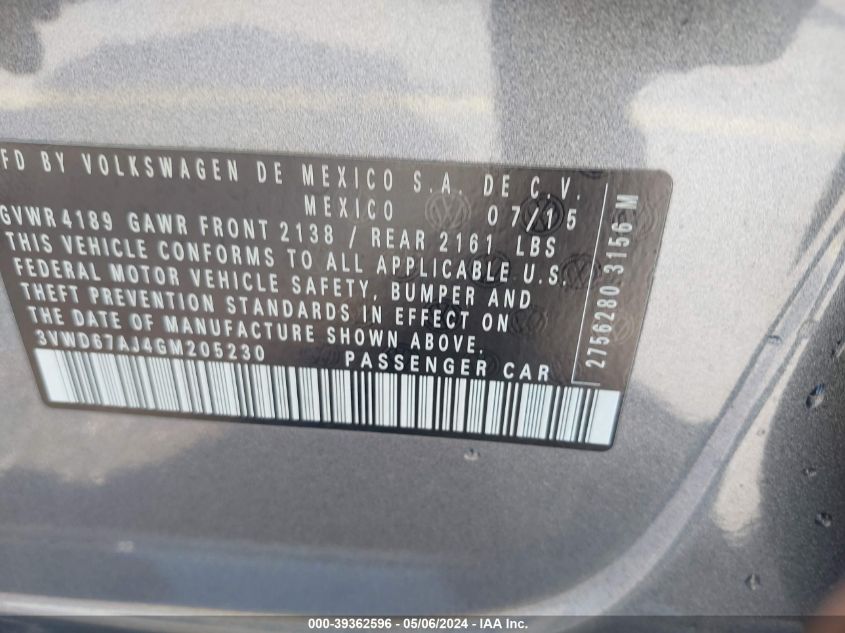 FD BY VOLKSWAGEN DE MEXICO S.A. DE C.V.
MEXICO 07/15
GVWR 4189 GAWR FRONT 2138 / REAR 2161 LBS
THIS VEHICLE CONFORMS TO ALL APPLICABLE U.S.
FEDERAL MOTOR VEHICLE SAFETY, BUMPER AND
THEFT PREVENTION STANDARDS IN EFFECT ON
THE DATE OF MANUFACTURE SHOWN ABOVE.
3VWD67AJ4GM205230 PASSENGER CAR
2756280 3156 M
000-39362596 - 05/06/2024 - IAA Inc.